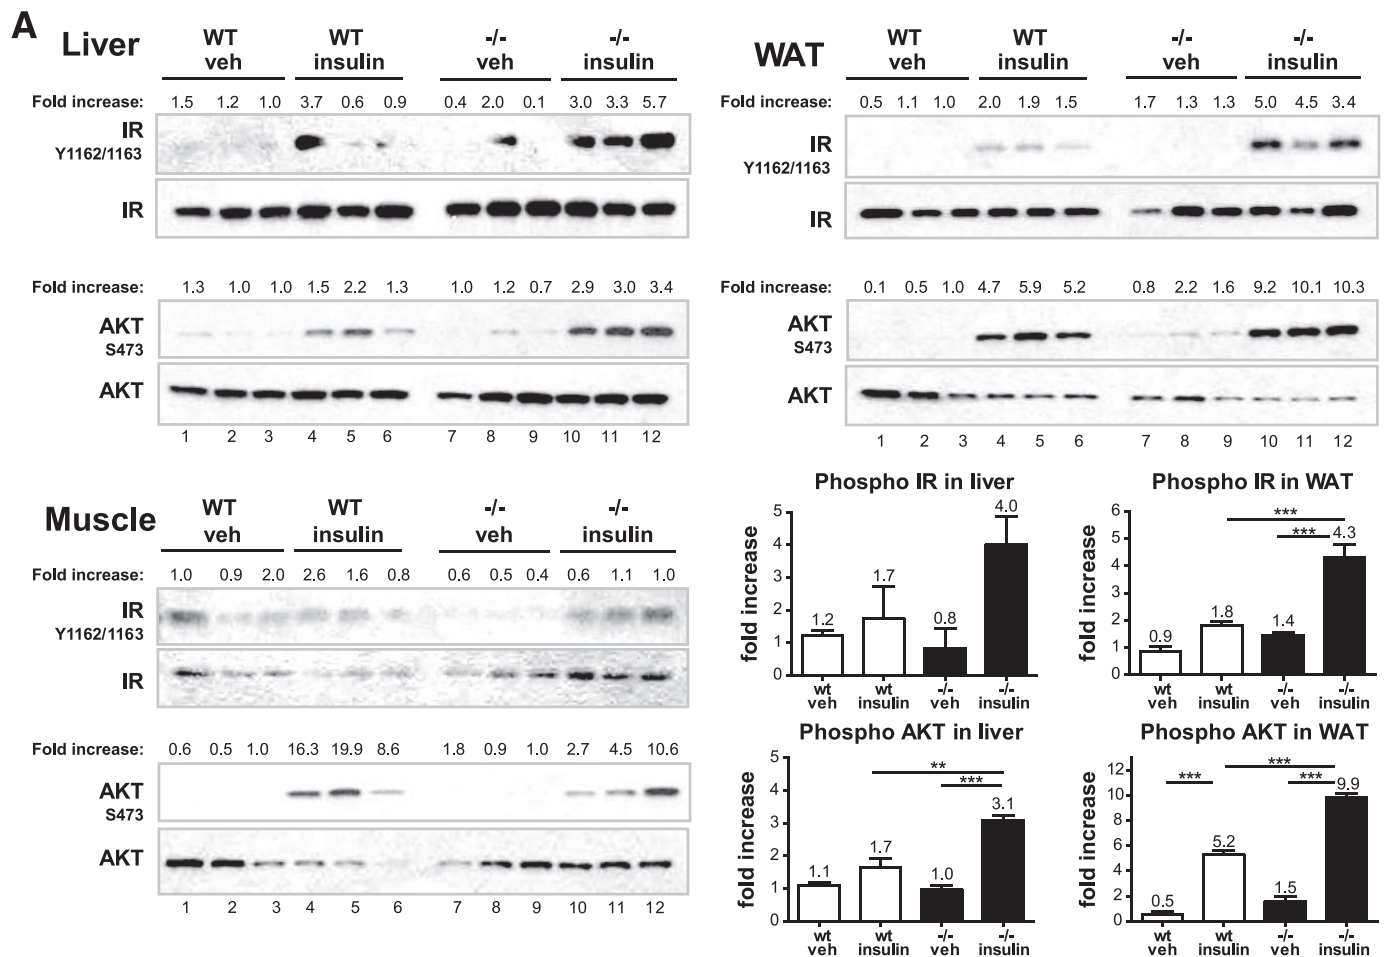 A
Liver
WT WT -/- -/-
veh insulin veh insulin
Fold increase: 1.5 1.2 1.0 3.7 0.6 0.9 0.4 2.0 0.1 3.0 3.3 5.7
IR
Y1162/1163
IR
Fold increase: 1.3 1.0 1.0 1.5 2.2 1.3 1.0 1.2 0.7 2.9 3.0 3.4
AKT
S473
AKT
1 2 3 4 5 6 7 8 9 10 11 12
WAT
WT WT -/- -/-
veh insulin veh insulin
Fold increase: 0.5 1.1 1.0 2.0 1.9 1.5 1.7 1.3 1.3 5.0 4.5 3.4
IR
Y1162/1163
IR
Fold increase: 0.1 0.5 1.0 4.7 5.9 5.2 0.8 2.2 1.6 9.2 10.1 10.3
AKT
S473
AKT
1 2 3 4 5 6 7 8 9 10 11 12
Muscle
WT WT -/- -/-
veh insulin veh insulin
Fold increase: 1.0 0.9 2.0 2.6 1.6 0.8 0.6 0.5 0.4 0.6 1.1 1.0
IR
Y1162/1163
IR
Fold increase: 0.6 0.5 1.0 16.3 19.9 8.6 1.8 0.9 1.0 2.7 4.5 10.6
AKT
S473
AKT
1 2 3 4 5 6 7 8 9 10 11 12
Phospho IR in liver
fold increase
5
4
3
2
1
0
1.2 1.7 0.8 4.0
wt wt -/- -/-
veh insulin veh insulin
Phospho IR in WAT
fold increase
6
5
4
3
2
1
0
***
***
0.9 1.8 1.4 4.3
wt wt -/- -/-
veh insulin veh insulin
Phospho AKT in liver
fold increase
5
4
3
2
1
0
**
***
1.1 1.7 1.0 3.1
wt wt -/- -/-
veh insulin veh insulin
Phospho AKT in WAT
fold increase
12
10
8
6
4
2
0
***
*** ***
0.5 5.2 1.5 9.9
wt wt -/- -/-
veh insulin veh insulin